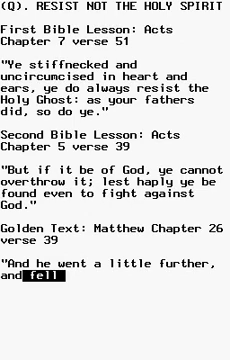 (Q). RESIST NOT THE HOLY SPIRIT
First Bible Lesson: Acts
Chapter 7 verse 51
"Ye stiffnecked and
uncircumcised in heart and
ears, ye do always resist the
Holy Ghost: as your fathers
did, so do ye."
Second Bible Lesson: Acts
Chapter 5 verse 39
"But if it be of God, ye cannot
overthrow it; lest haply ye be
found even to fight against
God."
Golden Text: Matthew Chapter 26
verse 39
"And he went a little further,
and fell